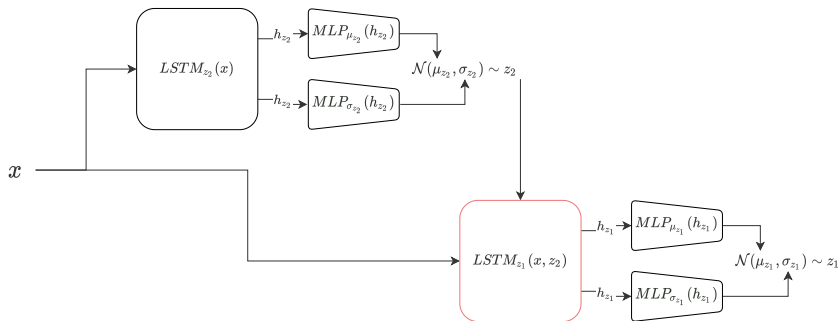 $h_{z_2}$
$MLP_{\mu_{z_2}}(h_{z_2})$
$LSTM_{z_2}(x)$
$\mathcal{N}(\mu_{z_2}, \sigma_{z_2}) \sim z_2$
$h_{z_2}$
$MLP_{\sigma_{z_2}}(h_{z_2})$
$x$
$h_{z_1}$
$MLP_{\mu_{z_1}}(h_{z_1})$
$LSTM_{z_1}(x, z_2)$
$\mathcal{N}(\mu_{z_1}, \sigma_{z_1}) \sim z_1$
$h_{z_1}$
$MLP_{\sigma_{z_1}}(h_{z_1})$